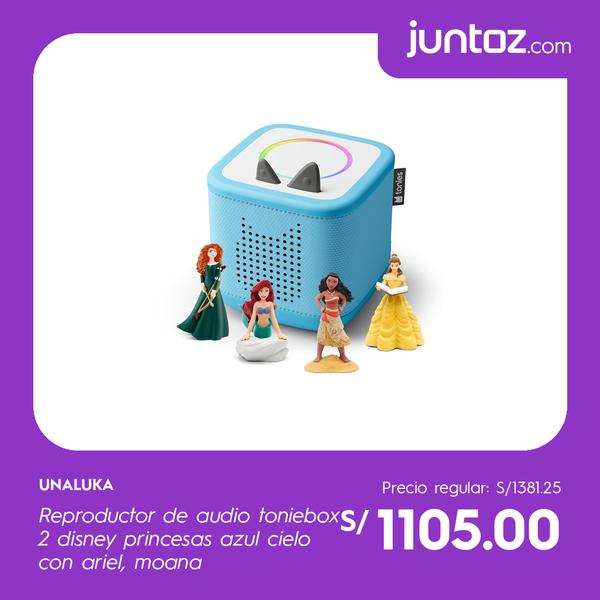 juntoz.com
tonies
UNALUKA
Precio regular: S/1381.25
Reproductor de audio toniebox
2 disney princesas azul cielo
con ariel, moana
S/ 1105.00